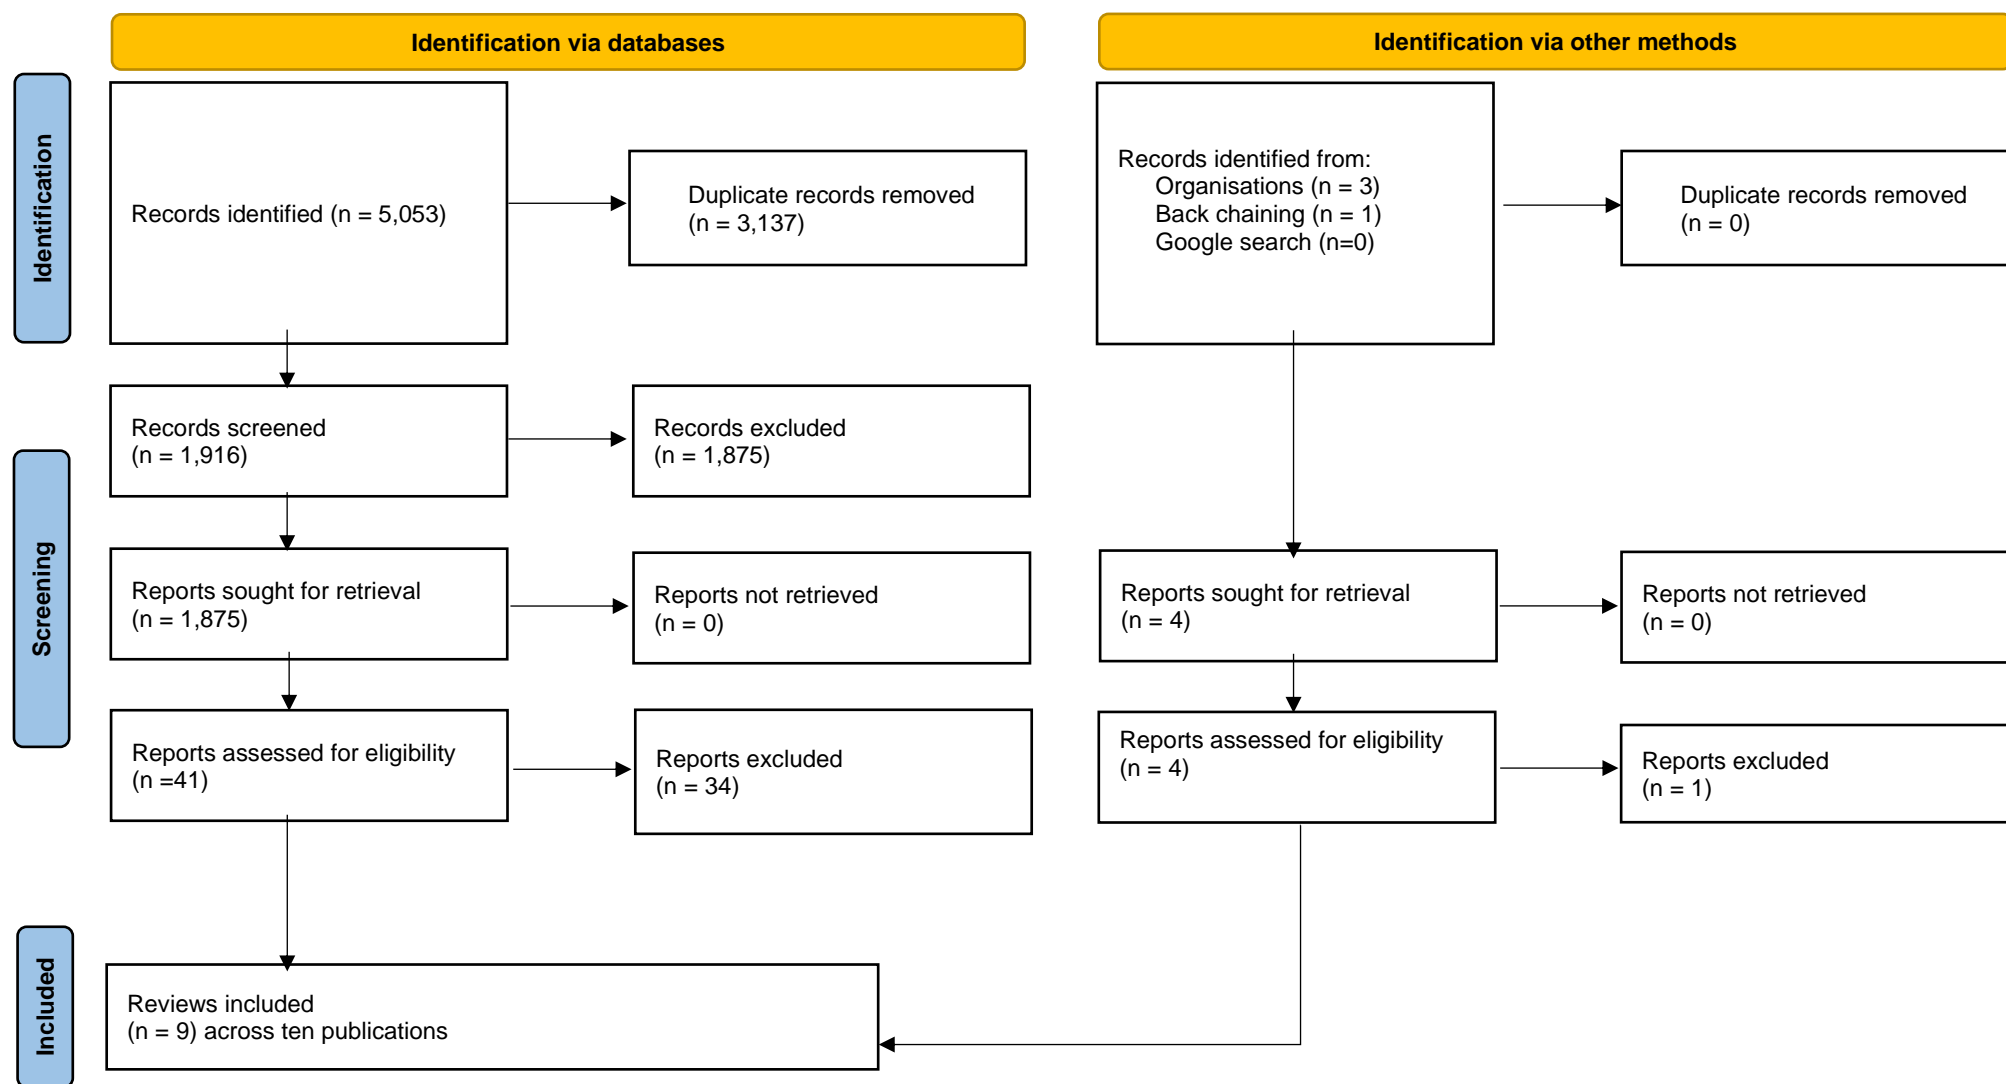 Identification via databases
Identification via other methods
Identification
Records identified (n = 5,053)
Duplicate records removed
(n = 3,137)
Records identified from:
Organisations (n = 3)
Back chaining (n = 1)
Google search (n=0)
Duplicate records removed
(n = 0)
Screening
Records screened
(n = 1,916)
Records excluded
(n = 1,875)
Reports sought for retrieval
(n = 1,875)
Reports not retrieved
(n = 0)
Reports sought for retrieval
(n = 4)
Reports not retrieved
(n = 0)
Reports assessed for eligibility
(n =41)
Reports excluded
(n = 34)
Reports assessed for eligibility
(n = 4)
Reports excluded
(n = 1)
Included
Reviews included
(n = 9) across ten publications